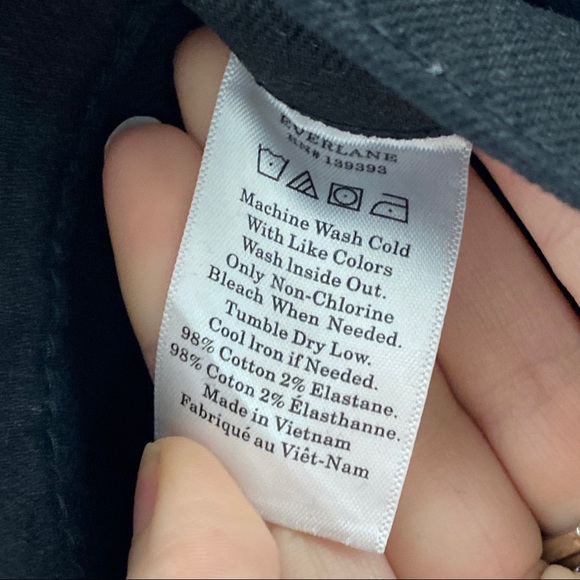 EVERLANE
RN# 139393
Machine Wash Cold
With Like Colors
Wash Inside Out.
Only Non-Chlorine
Bleach When Needed.
Tumble Dry Low.
Cool Iron if Needed.
98% Cotton 2% Elastane.
98% Coton 2% Élasthanne.
Made in Vietnam
Fabriqué au Viêt-Nam